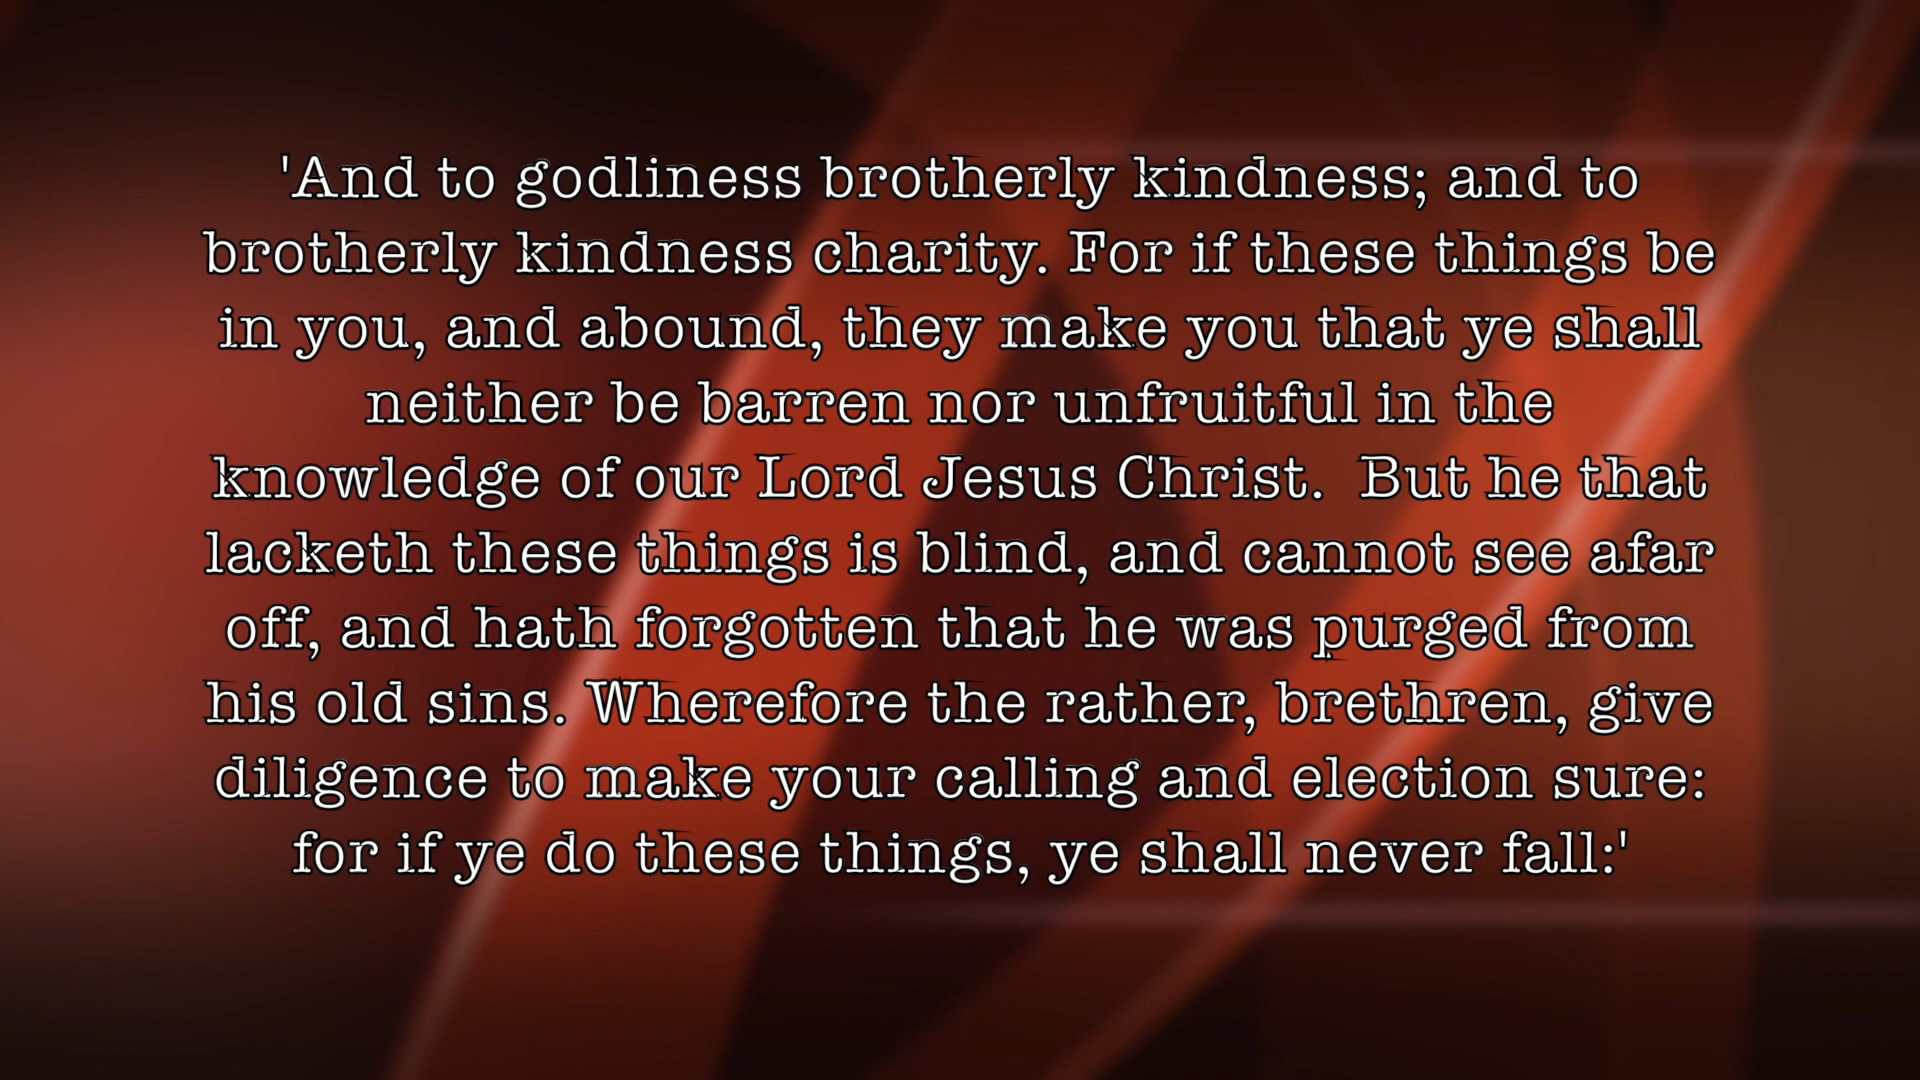 'And to godliness brotherly kindness; and to
brotherly kindness charity. For if these things be
in you, and abound, they make you that ye shall
neither be barren nor unfruitful in the
knowledge of our Lord Jesus Christ.  But he that
lacketh these things is blind, and cannot see afar
off, and hath forgotten that he was purged from
his old sins. Wherefore the rather, brethren, give
diligence to make your calling and election sure:
for if ye do these things, ye shall never fall:'